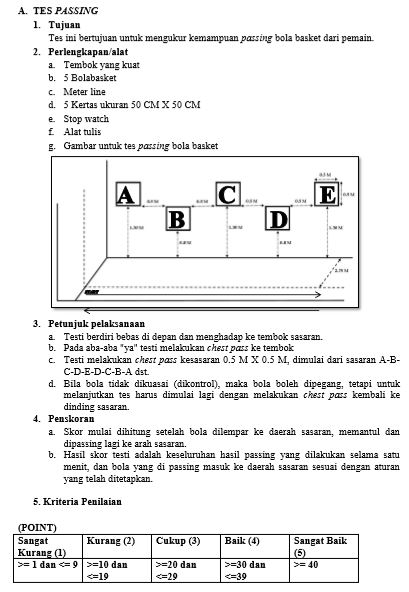 A. TES PASSING
1. Tujuan
Tes ini bertujuan untuk mengukur kemampuan passing bola basket dari pemain.
2. Perlengkapan/alat
a. Tembok yang kuat
b. 5 Bolabasket
c. Meter line
d. 5 Kertas ukuran 50 CM X 50 CM
e. Stop watch
f. Alat tulis
g. Gambar untuk tes passing bola basket
0.5 M
A B C D E
0.5 M
0.5 M
0.5 M
0.5 M
0.5 M
1.30 M
1.30 M
1.30 M
0.8 M
0.8 M
START
3. Petunjuk pelaksanaan
a. Testi berdiri bebas di depan dan menghadap ke tembok sasaran.
b. Pada aba-aba "ya" testi melakukan chest pass ke tembok
c. Testi melakukan chest pass kesasaran 0.5 M X 0.5 M, dimulai dari sasaran A-B-
C-D-E-D-C-B-A dst.
d. Bila bola tidak dikuasai (dikontrol), maka bola boleh dipegang, tetapi untuk
melanjutkan tes harus dimulai lagi dengan melakukan chest pass kembali ke
dinding sasaran.
4. Penskoran
a. Skor mulai dihitung setelah bola dilempar ke daerah sasaran, memantul dan
dipassing lagi ke arah sasaran.
b. Hasil skor testi adalah keseluruhan hasil passing yang dilakukan selama satu
menit, dan bola yang di passing masuk ke daerah sasaran sesuai dengan aturan
yang telah ditetapkan.
5. Kriteria Penilaian
(POINT)
Sangat Kurang (1) Kurang (2) Cukup (3) Baik (4) Sangat Baik (5)
>= 1 dan <= 9 >=10 dan <=19 >=20 dan <=29 >=30 dan <=39 >= 40